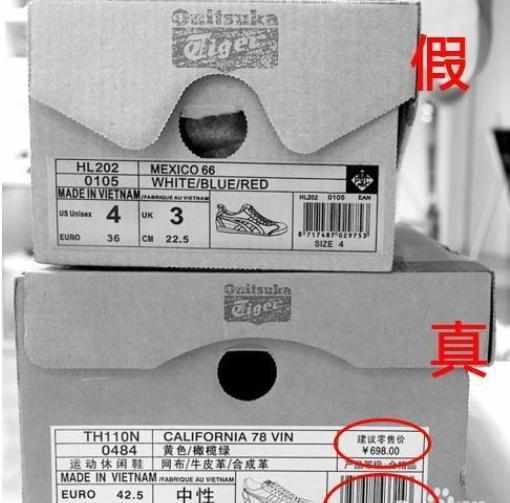 Onitsuka
Tiger
假
HL202 MEXICO 66
0105 WHITE/BLUE/RED
MADE IN VIETNAM/FABRIQUE AU VIETNAM
US Unisex 4 UK 3
EURO 36 CM 22.5
HL202 0105 EAN
8 717487 029753
SIZE 4
Onitsuka
Tiger
真
TH110N CALIFORNIA 78 VIN
0484 黄色/橄榄绿
运动休闲鞋 网布/牛皮革/合成革
建议零售价
￥698.00
MADE IN VIETNAM/FABRIQUE AU VIETNAM
EURO 42.5 中性